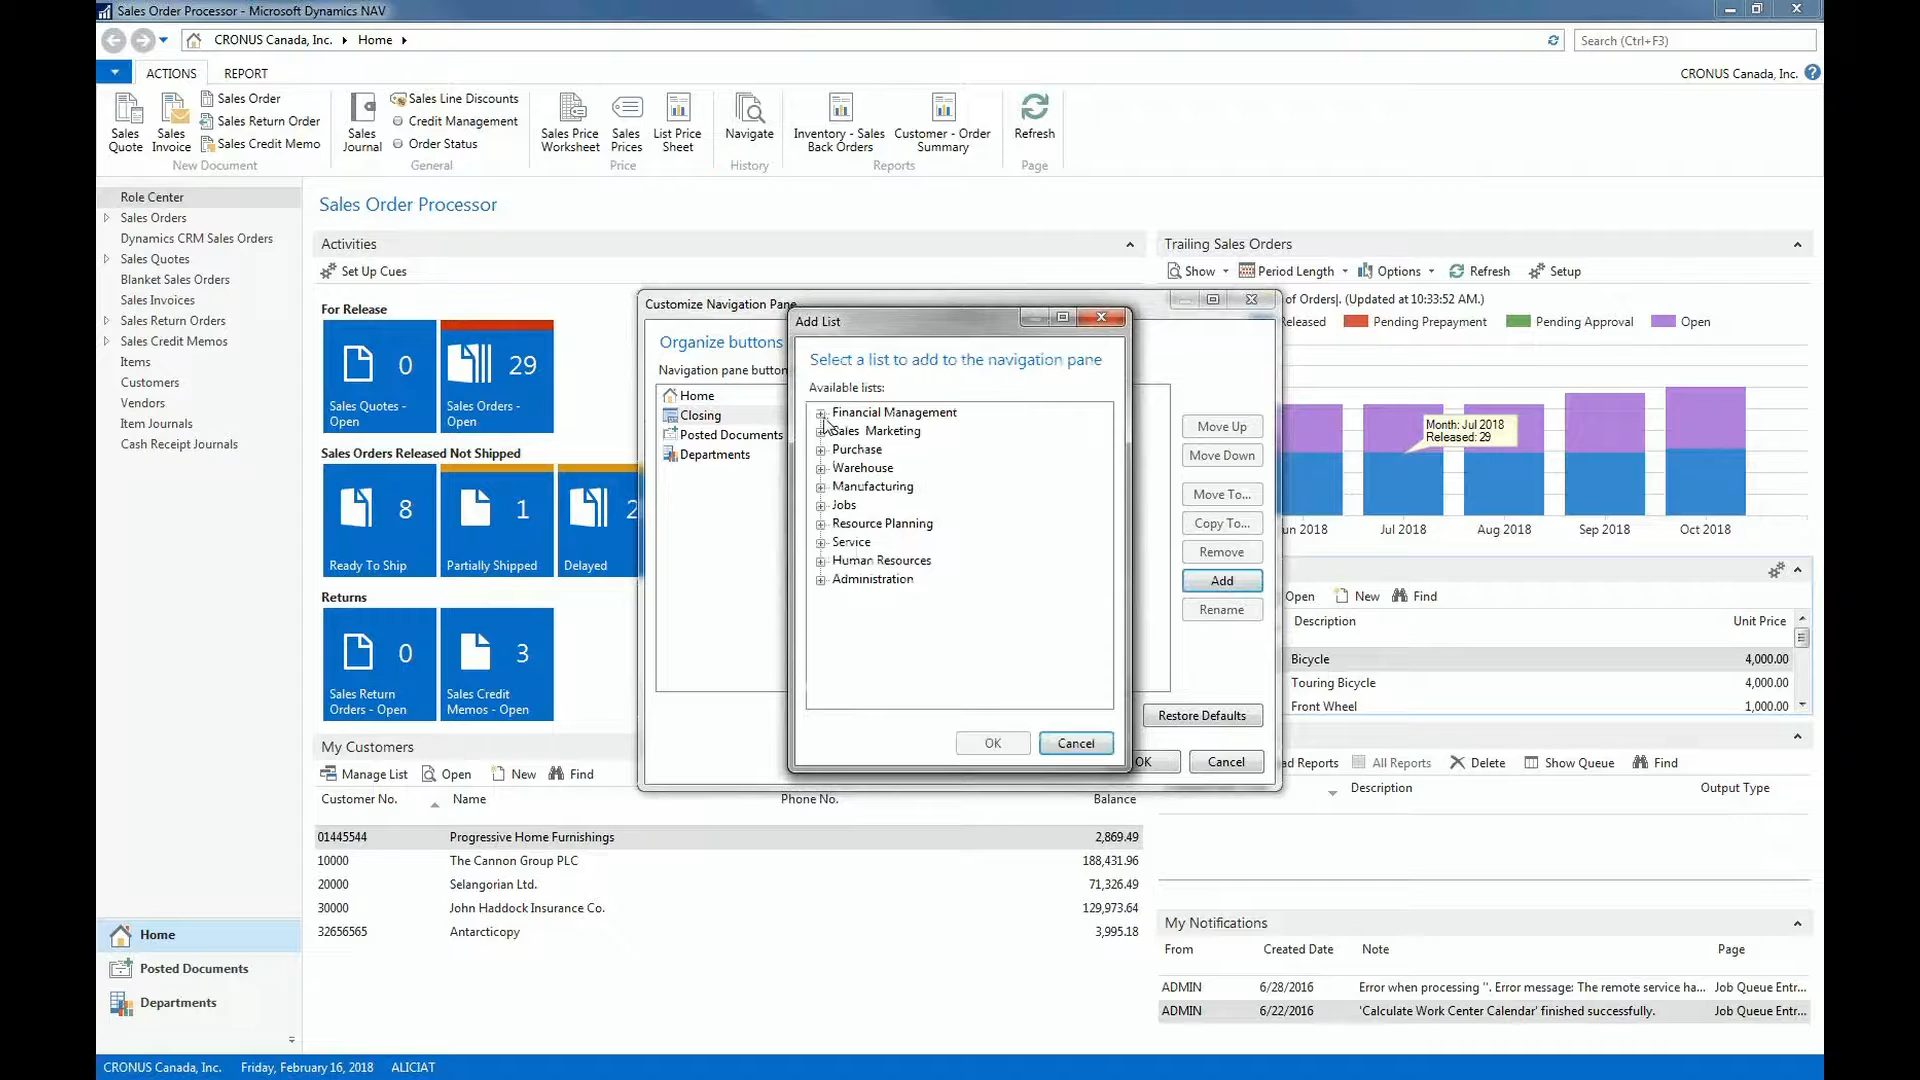 Sales Order Processor - Microsoft Dynamics NAV
CRONUS Canada, Inc. Home
Search (Ctrl+F3)
ACTIONS REPORT
CRONUS Canada, Inc.
Sales Quote
Sales Invoice
Sales Order
Sales Return Order
Sales Credit Memo
New Document
Sales Journal
Sales Line Discounts
Credit Management
Order Status
General
Sales Price Worksheet
Sales Prices
List Price Sheet
Price
Navigate
History
Inventory - Sales Back Orders
Customer - Order Summary
Reports
Refresh
Page
Role Center
Sales Orders
Dynamics CRM Sales Orders
Sales Quotes
Blanket Sales Orders
Sales Invoices
Sales Return Orders
Sales Credit Memos
Items
Customers
Vendors
Item Journals
Cash Receipt Journals
Home
Posted Documents
Departments
Sales Order Processor
Activities
Set Up Cues
For Release
0
Sales Quotes - Open
29
Sales Orders - Open
Sales Orders Released Not Shipped
8
Ready To Ship
1
Partially Shipped
2
Delayed
Returns
0
Sales Return Orders - Open
3
Sales Credit Memos - Open
My Customers
Manage List Open New Find
Customer No. Name Phone No. Balance
01445544 Progressive Home Furnishings 2,869.49
10000 The Cannon Group PLC 188,431.96
20000 Selangorian Ltd. 71,326.49
30000 John Haddock Insurance Co. 129,973.64
32656565 Antarcticopy 3,995.18
Customize Navigation Pane
Organize buttons
Navigation pane button
Home
Closing
Posted Documents
Departments
Move Up
Move Down
Move To...
Copy To...
Remove
Add
Rename
Restore Defaults
OK Cancel
Add List
Select a list to add to the navigation pane
Available lists:
Financial Management
Sales Marketing
Purchase
Warehouse
Manufacturing
Jobs
Resource Planning
Service
Human Resources
Administration
OK Cancel
Trailing Sales Orders
Show Period Length Options Refresh Setup
of Orders|. (Updated at 10:33:52 AM.)
eleased Pending Prepayment Pending Approval Open
Month: Jul 2018
Released: 29
un 2018 Jul 2018 Aug 2018 Sep 2018 Oct 2018
Open New Find
Description Unit Price
Bicycle 4,000.00
Touring Bicycle 4,000.00
Front Wheel 1,000.00
ad Reports All Reports Delete Show Queue Find
Description Output Type
My Notifications
From Created Date Note Page
ADMIN 6/28/2016 Error when processing ''. Error message: The remote service ha... Job Queue Entr...
ADMIN 6/22/2016 'Calculate Work Center Calendar' finished successfully. Job Queue Entr...
CRONUS Canada, Inc. Friday, February 16, 2018 ALICIAT